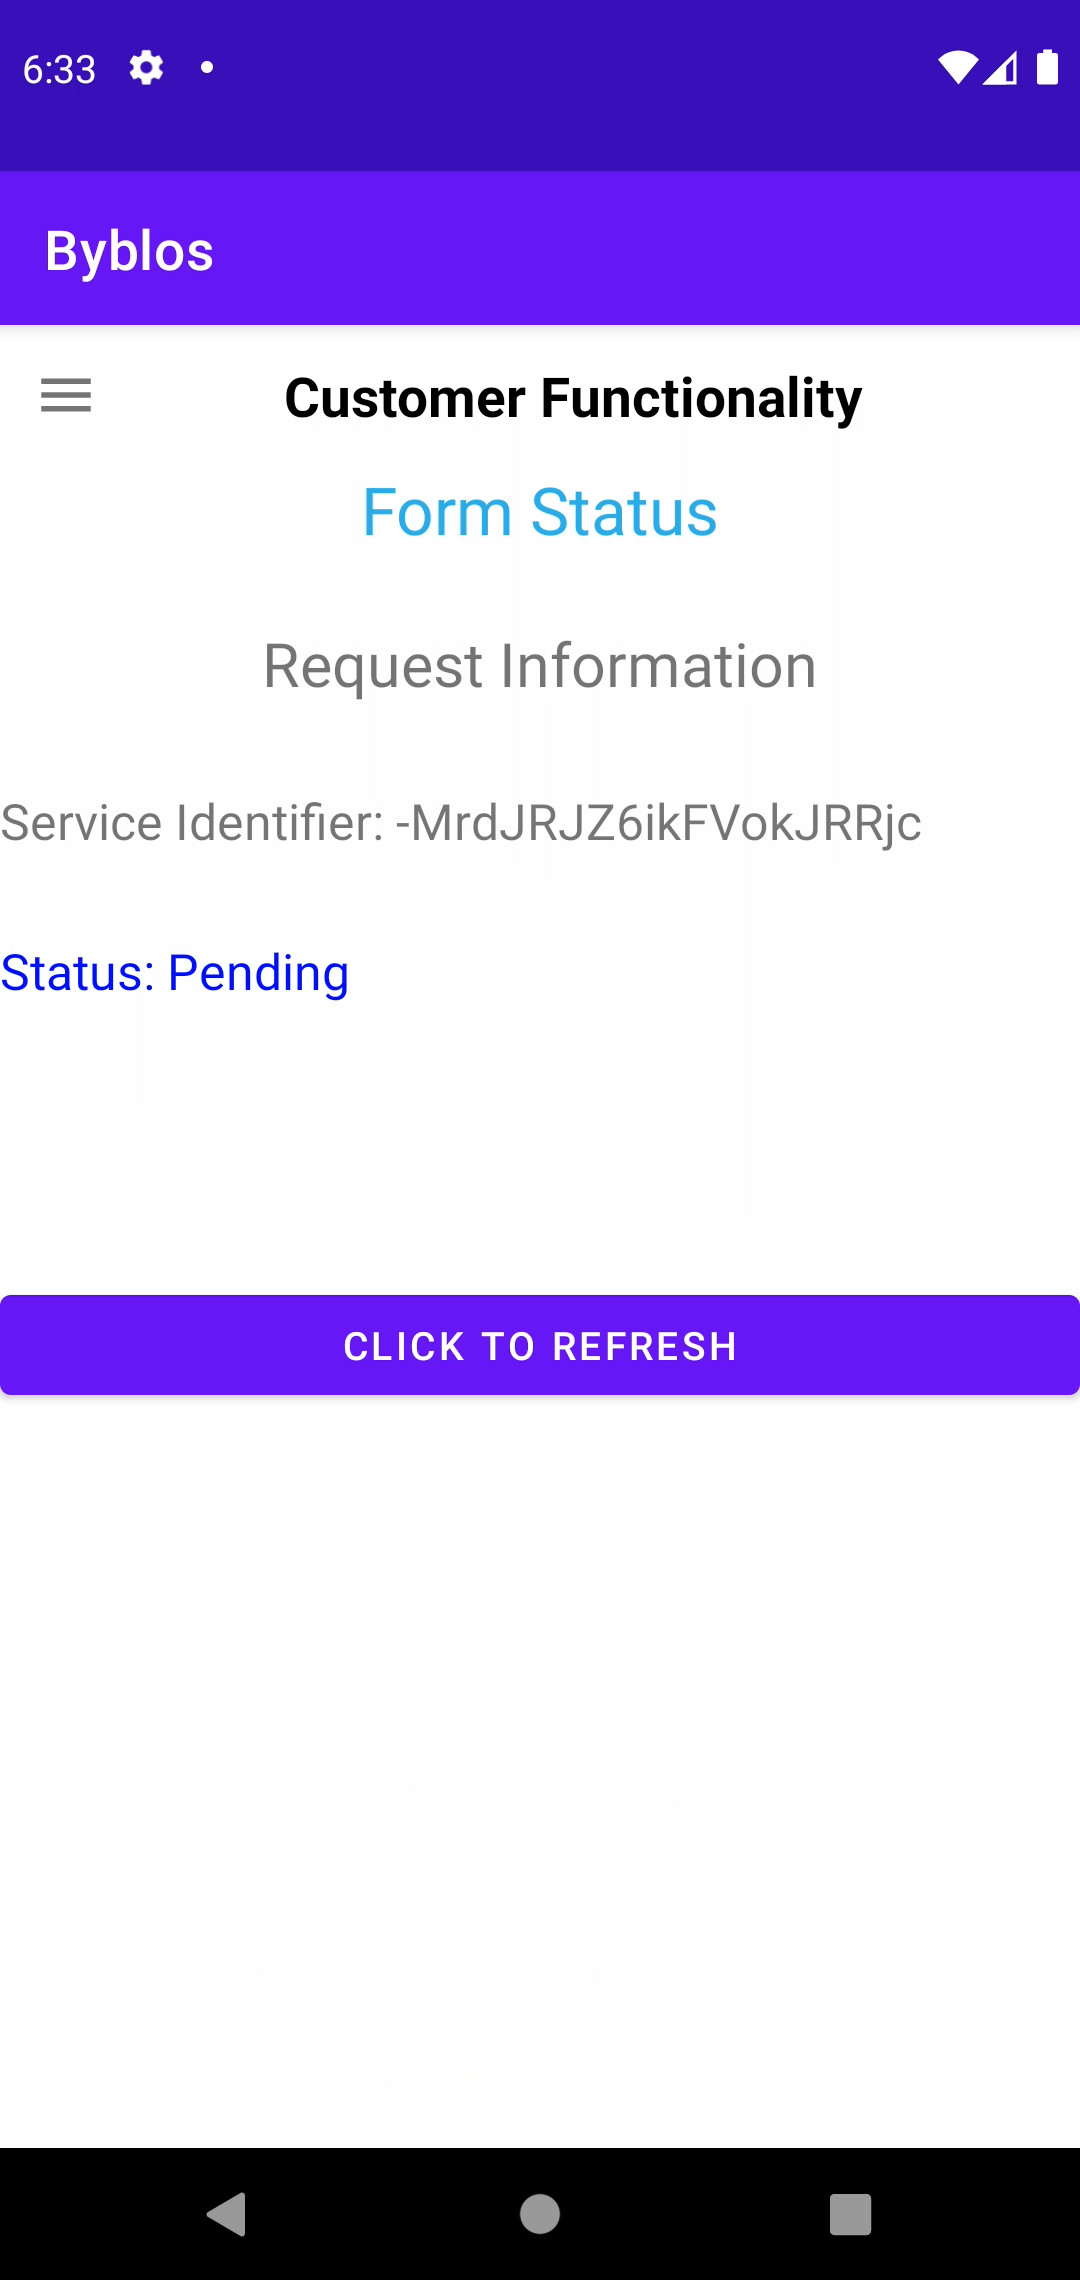 6:33
Byblos
Customer Functionality
Form Status
Request Information
Service Identifier: -MrdJRJZ6ikFVokJRRjc
Status: Pending
CLICK TO REFRESH